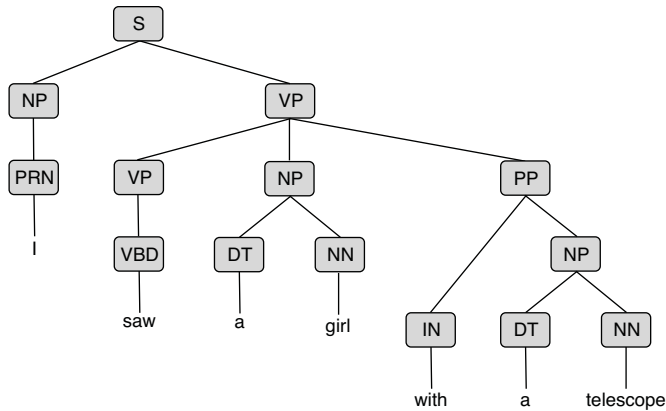 S
NP VP
PRN VP NP PP
I VBD DT NN NP
saw a girl IN DT NN
with a telescope